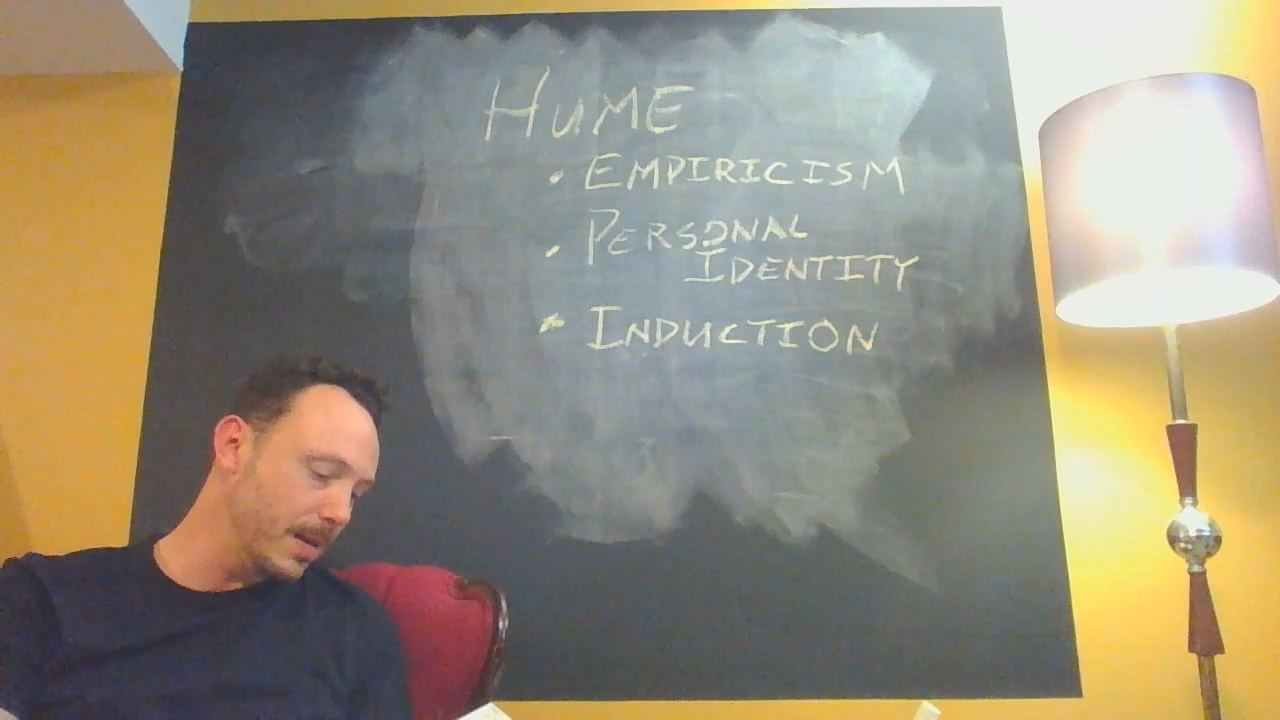 HUME
• EMPIRICISM
• PERSONAL
IDENTITY
• INDUCTION